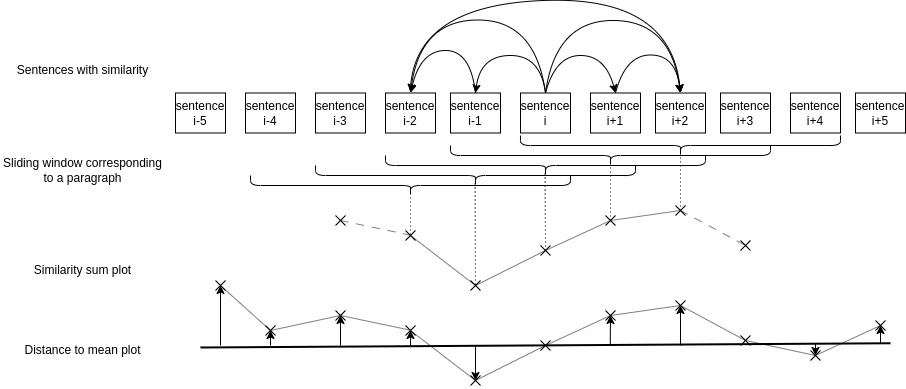 Sentences with similarity
sentence
i-5
sentence
i-4
sentence
i-3
sentence
i-2
sentence
i-1
sentence
i
sentence
i+1
sentence
i+2
sentence
i+3
sentence
i+4
sentence
i+5
Sliding window corresponding
to a paragraph
Similarity sum plot
Distance to mean plot